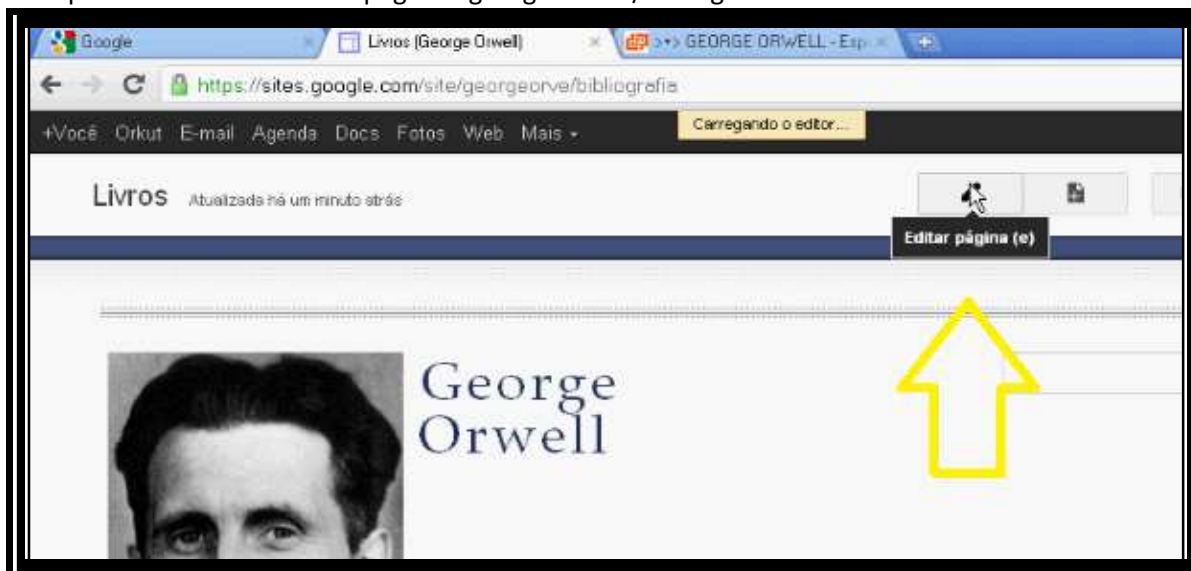 Google
Livros (George Orwell)
>+> GEORGE ORWELL - Esp
https://sites.google.com/site/georgeorve/bibliografia
+Você Orkut E-mail Agenda Docs Fotos Web Mais
Carregando o editor...
Livros Atualizada há um minuto atrás
Editar página (e)
George
Orwell